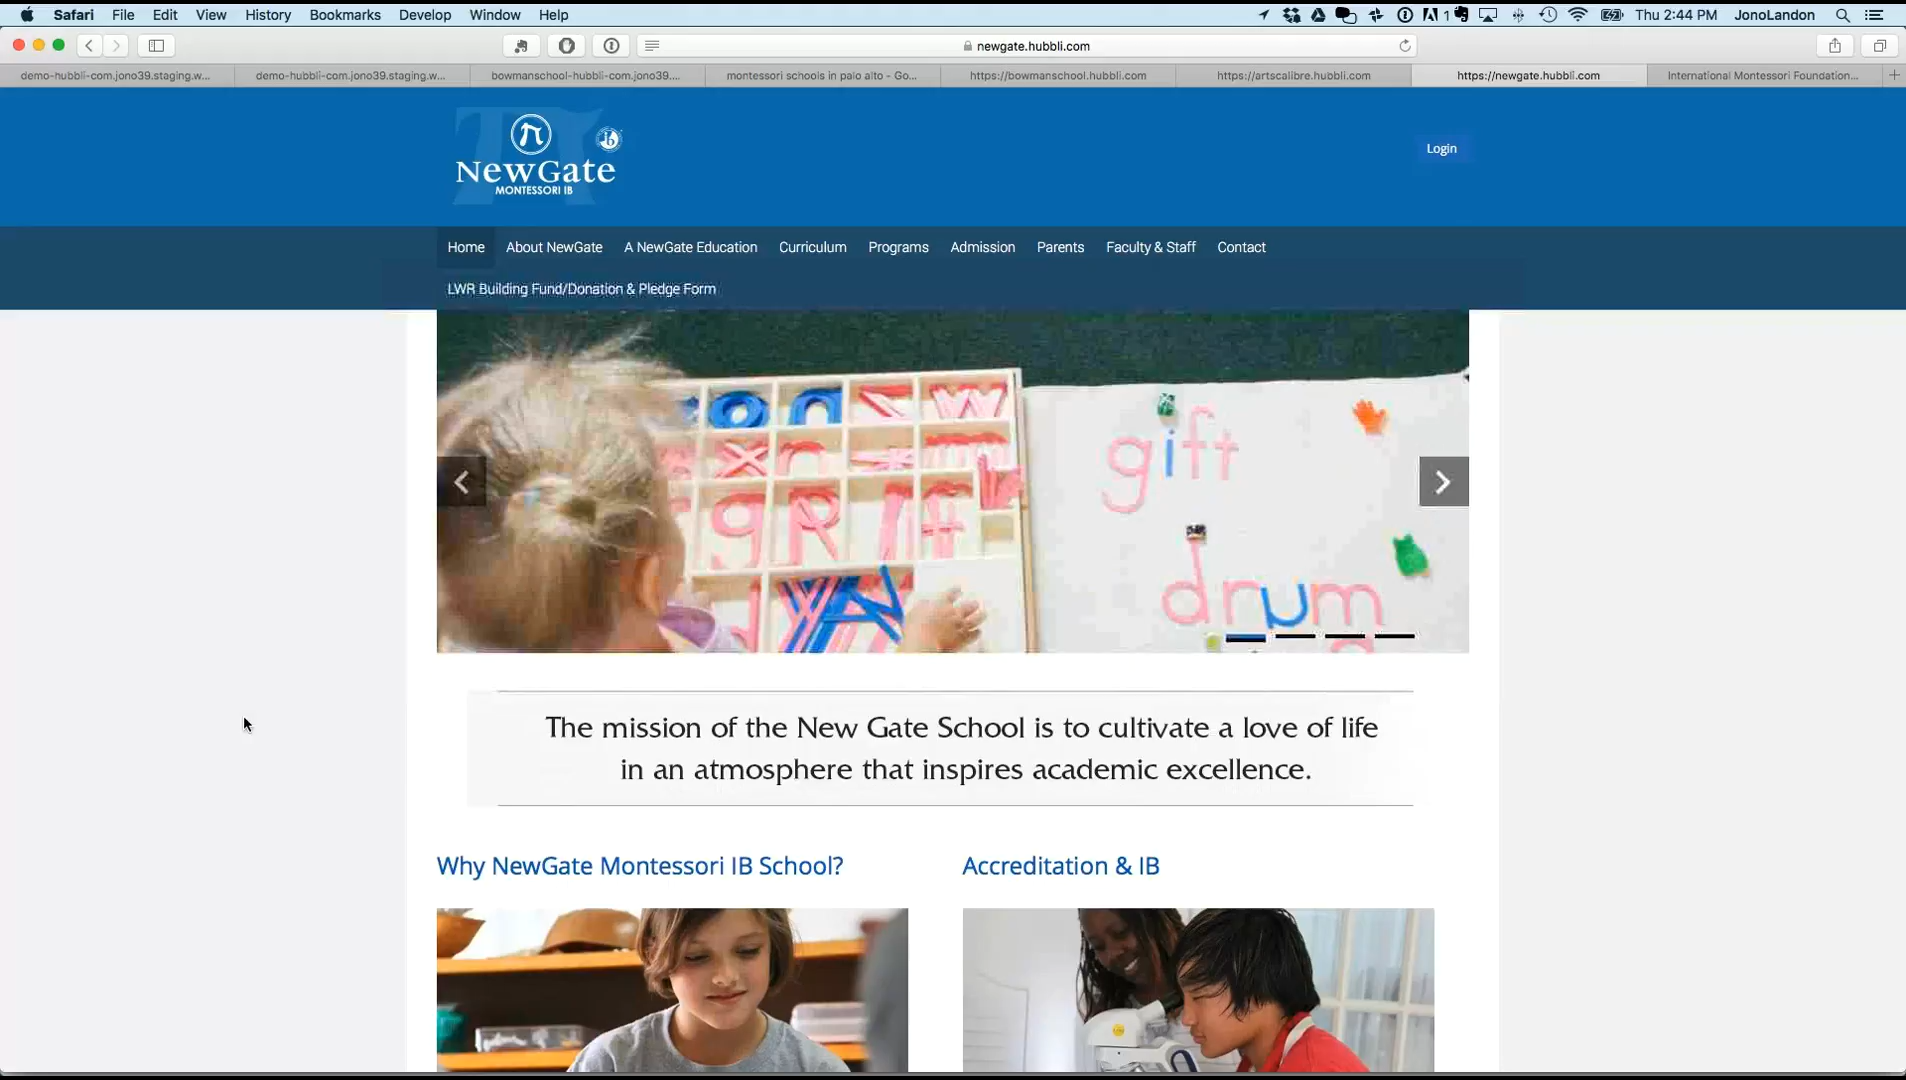 Safari File Edit View History Bookmarks Develop Window Help 1 Thu 2:44 PM JonoLandon
newgate.hubbli.com
demo-hubbli-com.jono39.staging.w... demo-hubbli-com.jono39.staging.w... bowmanschool-hubbli-com.jono39.... montessori schools in palo alto - Go... https://bowmanschool.hubbli.com https://artscalibre.hubbli.com https://newgate.hubbli.com International Montessori Foundation...
ib
NewGate
MONTESSORI IB
Login
Home About NewGate A NewGate Education Curriculum Programs Admission Parents Faculty & Staff Contact
LWR Building Fund/Donation & Pledge Form
gift
drum
The mission of the New Gate School is to cultivate a love of life
in an atmosphere that inspires academic excellence.
Why NewGate Montessori IB School? Accreditation & IB